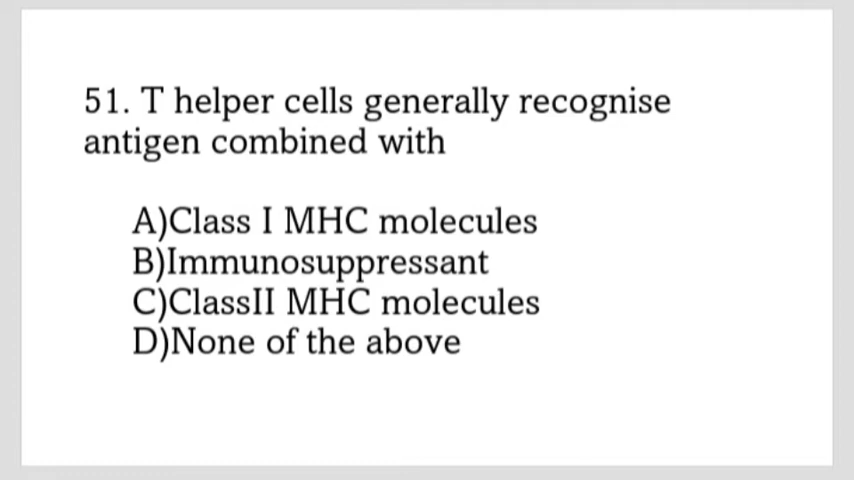 51. T helper cells generally recognise
antigen combined with
A)Class I MHC molecules
B)Immunosuppressant
C)ClassII MHC molecules
D)None of the above